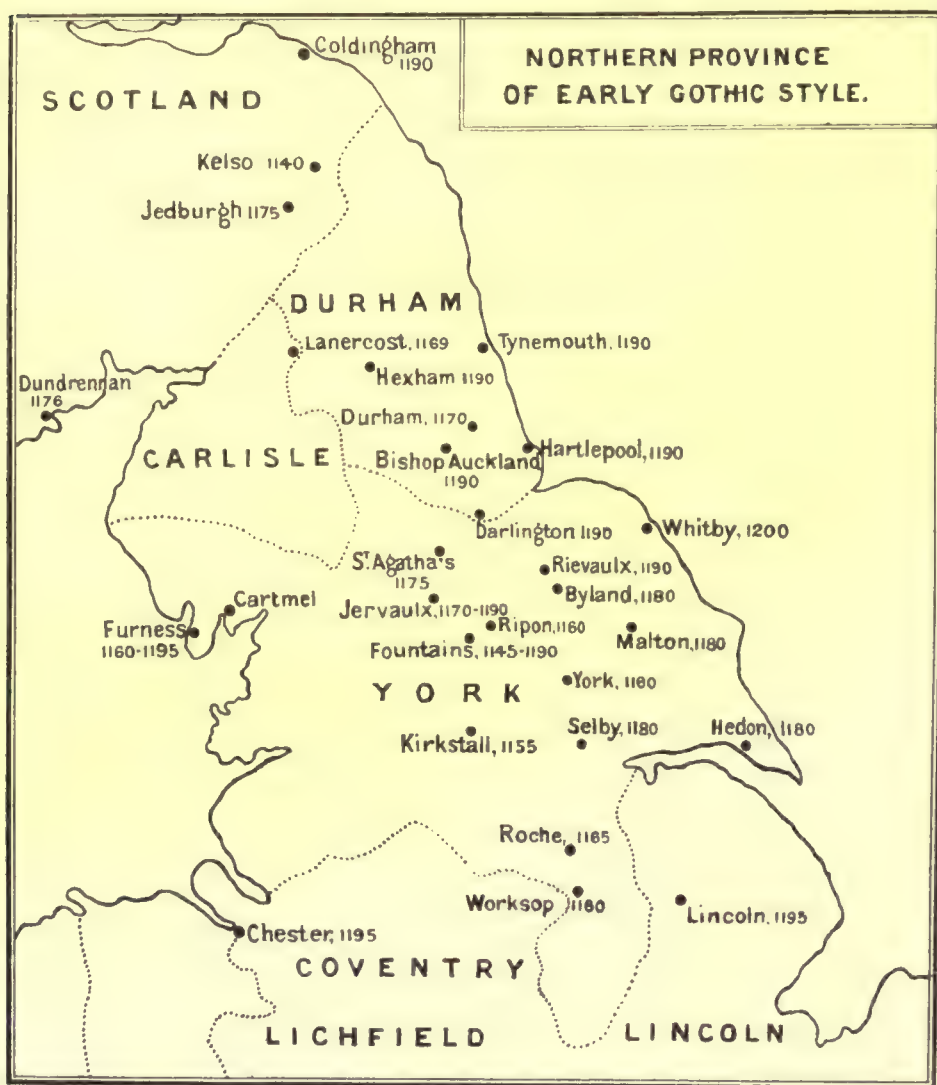 NORTHERN PROVINCE
OF EARLY GOTHIC STYLE.
Coldingham
1190
SCOTLAND
Kelso 1140
Jedburgh 1175
DURHAM
Lanercost, 1169
Tynemouth, 1190
Hexham 1190
Dundrennan
1176
Durham, 1170
CARLISLE
Bishop Auckland
1190
Hartlepool, 1190
Darlington 1190
Whitby, 1200
St. Agatha's
1175
Rievaulx, 1190
Byland, 1180
Jervaulx, 1170-1190
Cartmel
Ripon, 1160
Furness
1160-1195
Fountains, 1145-1190
Malton, 1180
York, 1160
YORK
Selby, 1180
Hedon, 1180
Kirkstall, 1155
Roche, 1165
Worksop 1160
Lincoln, 1195
Chester, 1195
COVENTRY
LICHFIELD
LINCOLN